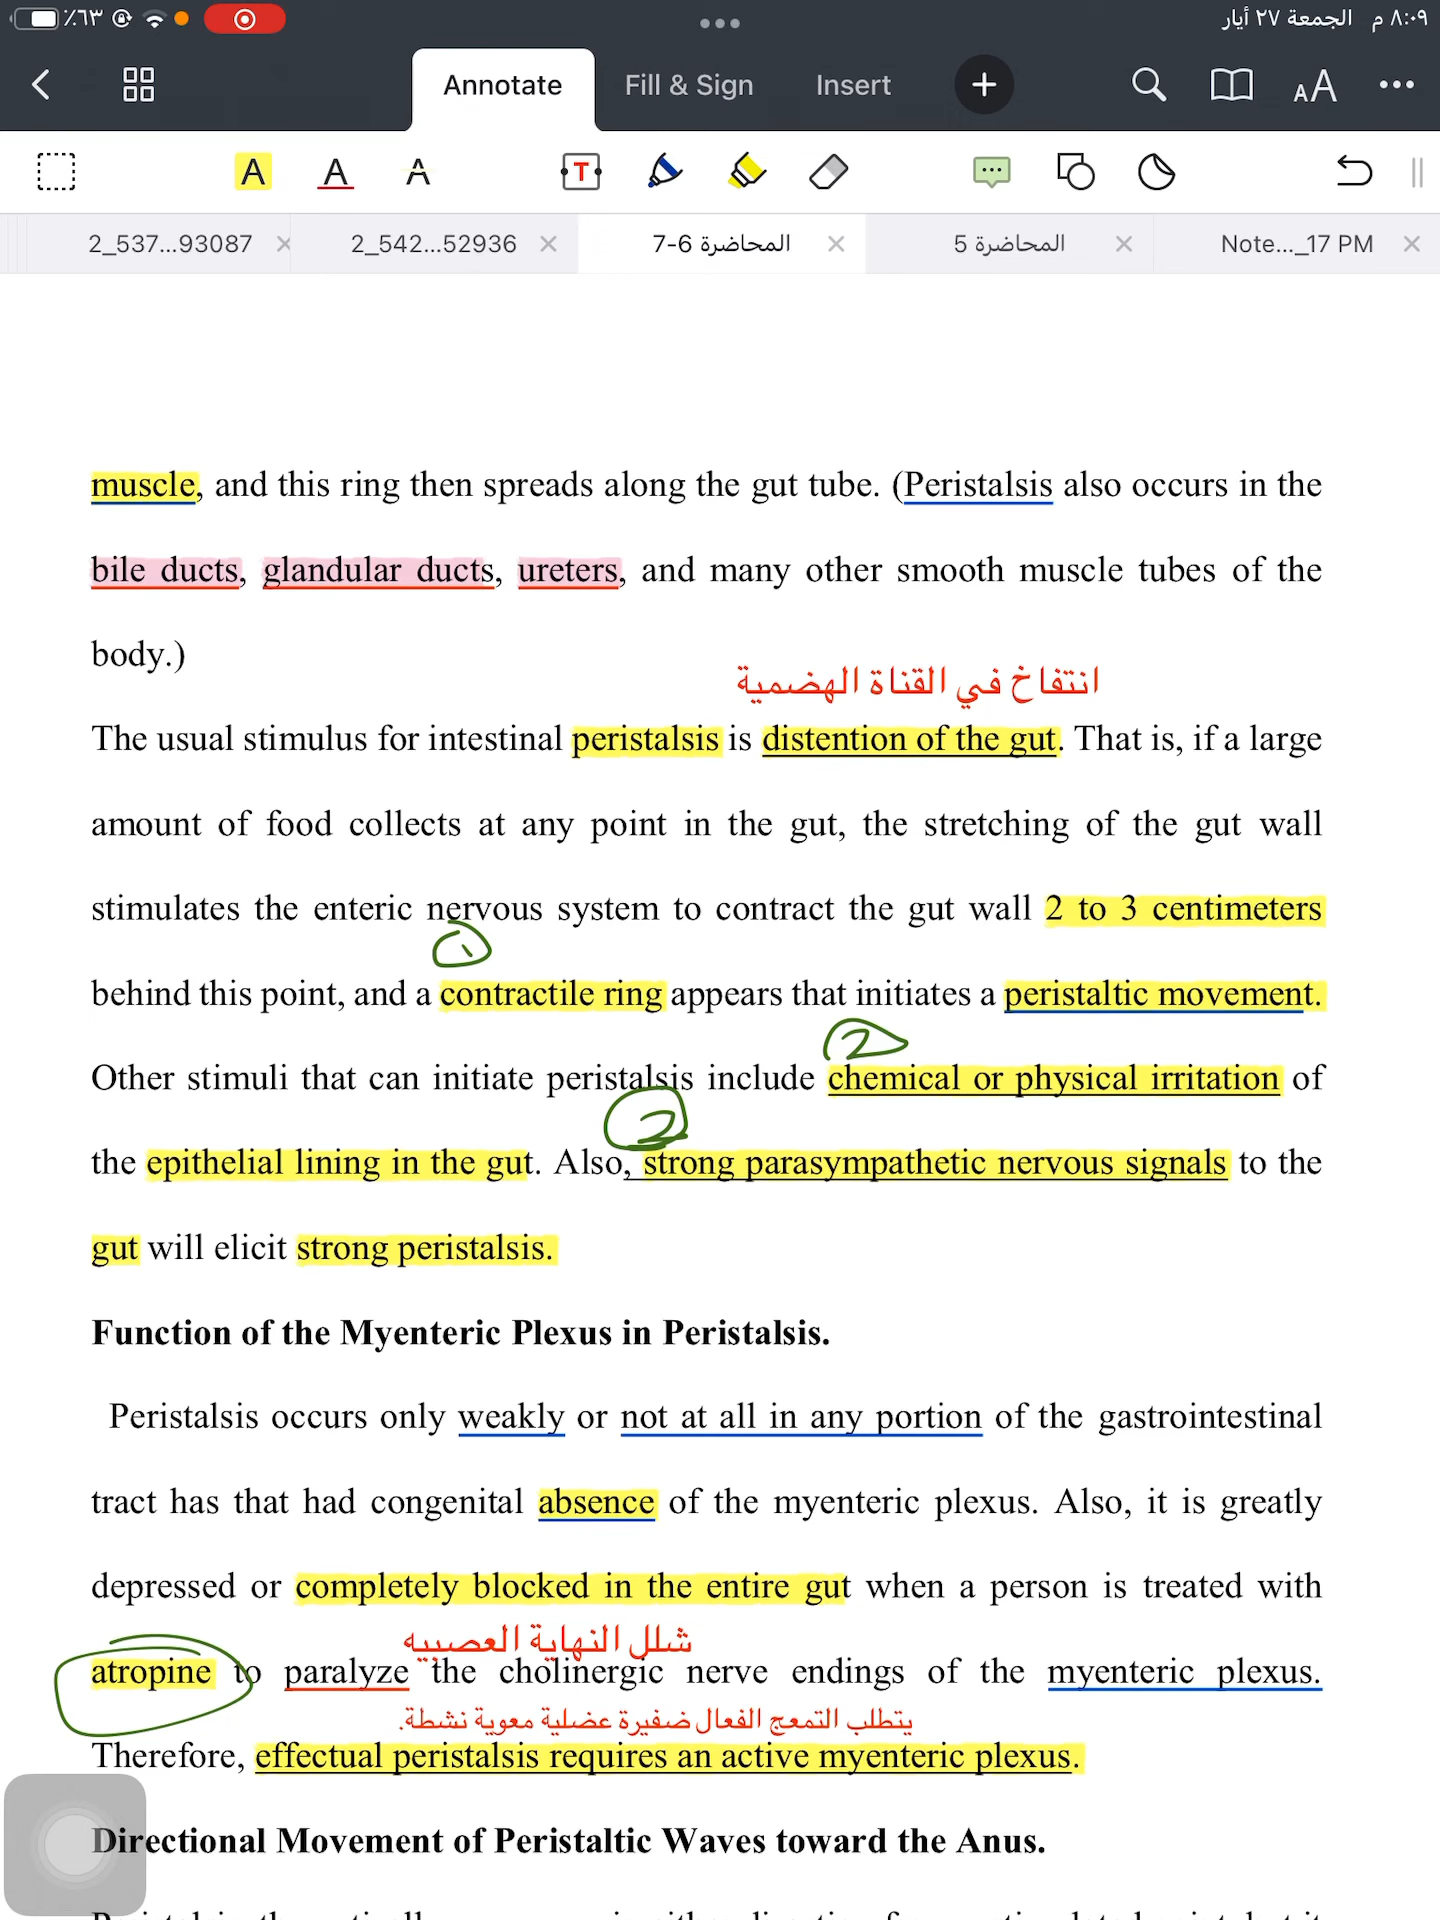 ٪٦٣
٨:٠٩ م الجمعة ٢٧ أيار
Annotate Fill & Sign Insert
AA
A A A T
2_537...93087 2_542...52936 المحاضرة 6-7 المحاضرة 5 Note..._17 PM
muscle, and this ring then spreads along the gut tube. (Peristalsis also occurs in the
bile ducts, glandular ducts, ureters, and many other smooth muscle tubes of the
body.)
انتفاخ في القناة الهضمية
The usual stimulus for intestinal peristalsis is distention of the gut. That is, if a large
amount of food collects at any point in the gut, the stretching of the gut wall
stimulates the enteric nervous system to contract the gut wall 2 to 3 centimeters
١
behind this point, and a contractile ring appears that initiates a peristaltic movement.
2
Other stimuli that can initiate peristalsis include chemical or physical irritation of
2
the epithelial lining in the gut. Also, strong parasympathetic nervous signals to the
gut will elicit strong peristalsis.
Function of the Myenteric Plexus in Peristalsis.
Peristalsis occurs only weakly or not at all in any portion of the gastrointestinal
tract has that had congenital absence of the myenteric plexus. Also, it is greatly
depressed or completely blocked in the entire gut when a person is treated with
شلل النهاية العصبيه
atropine to paralyze the cholinergic nerve endings of the myenteric plexus.
يتطلب التمعج الفعال ضفيرة عضلية معوية نشطة.
Therefore, effectual peristalsis requires an active myenteric plexus.
Directional Movement of Peristaltic Waves toward the Anus.